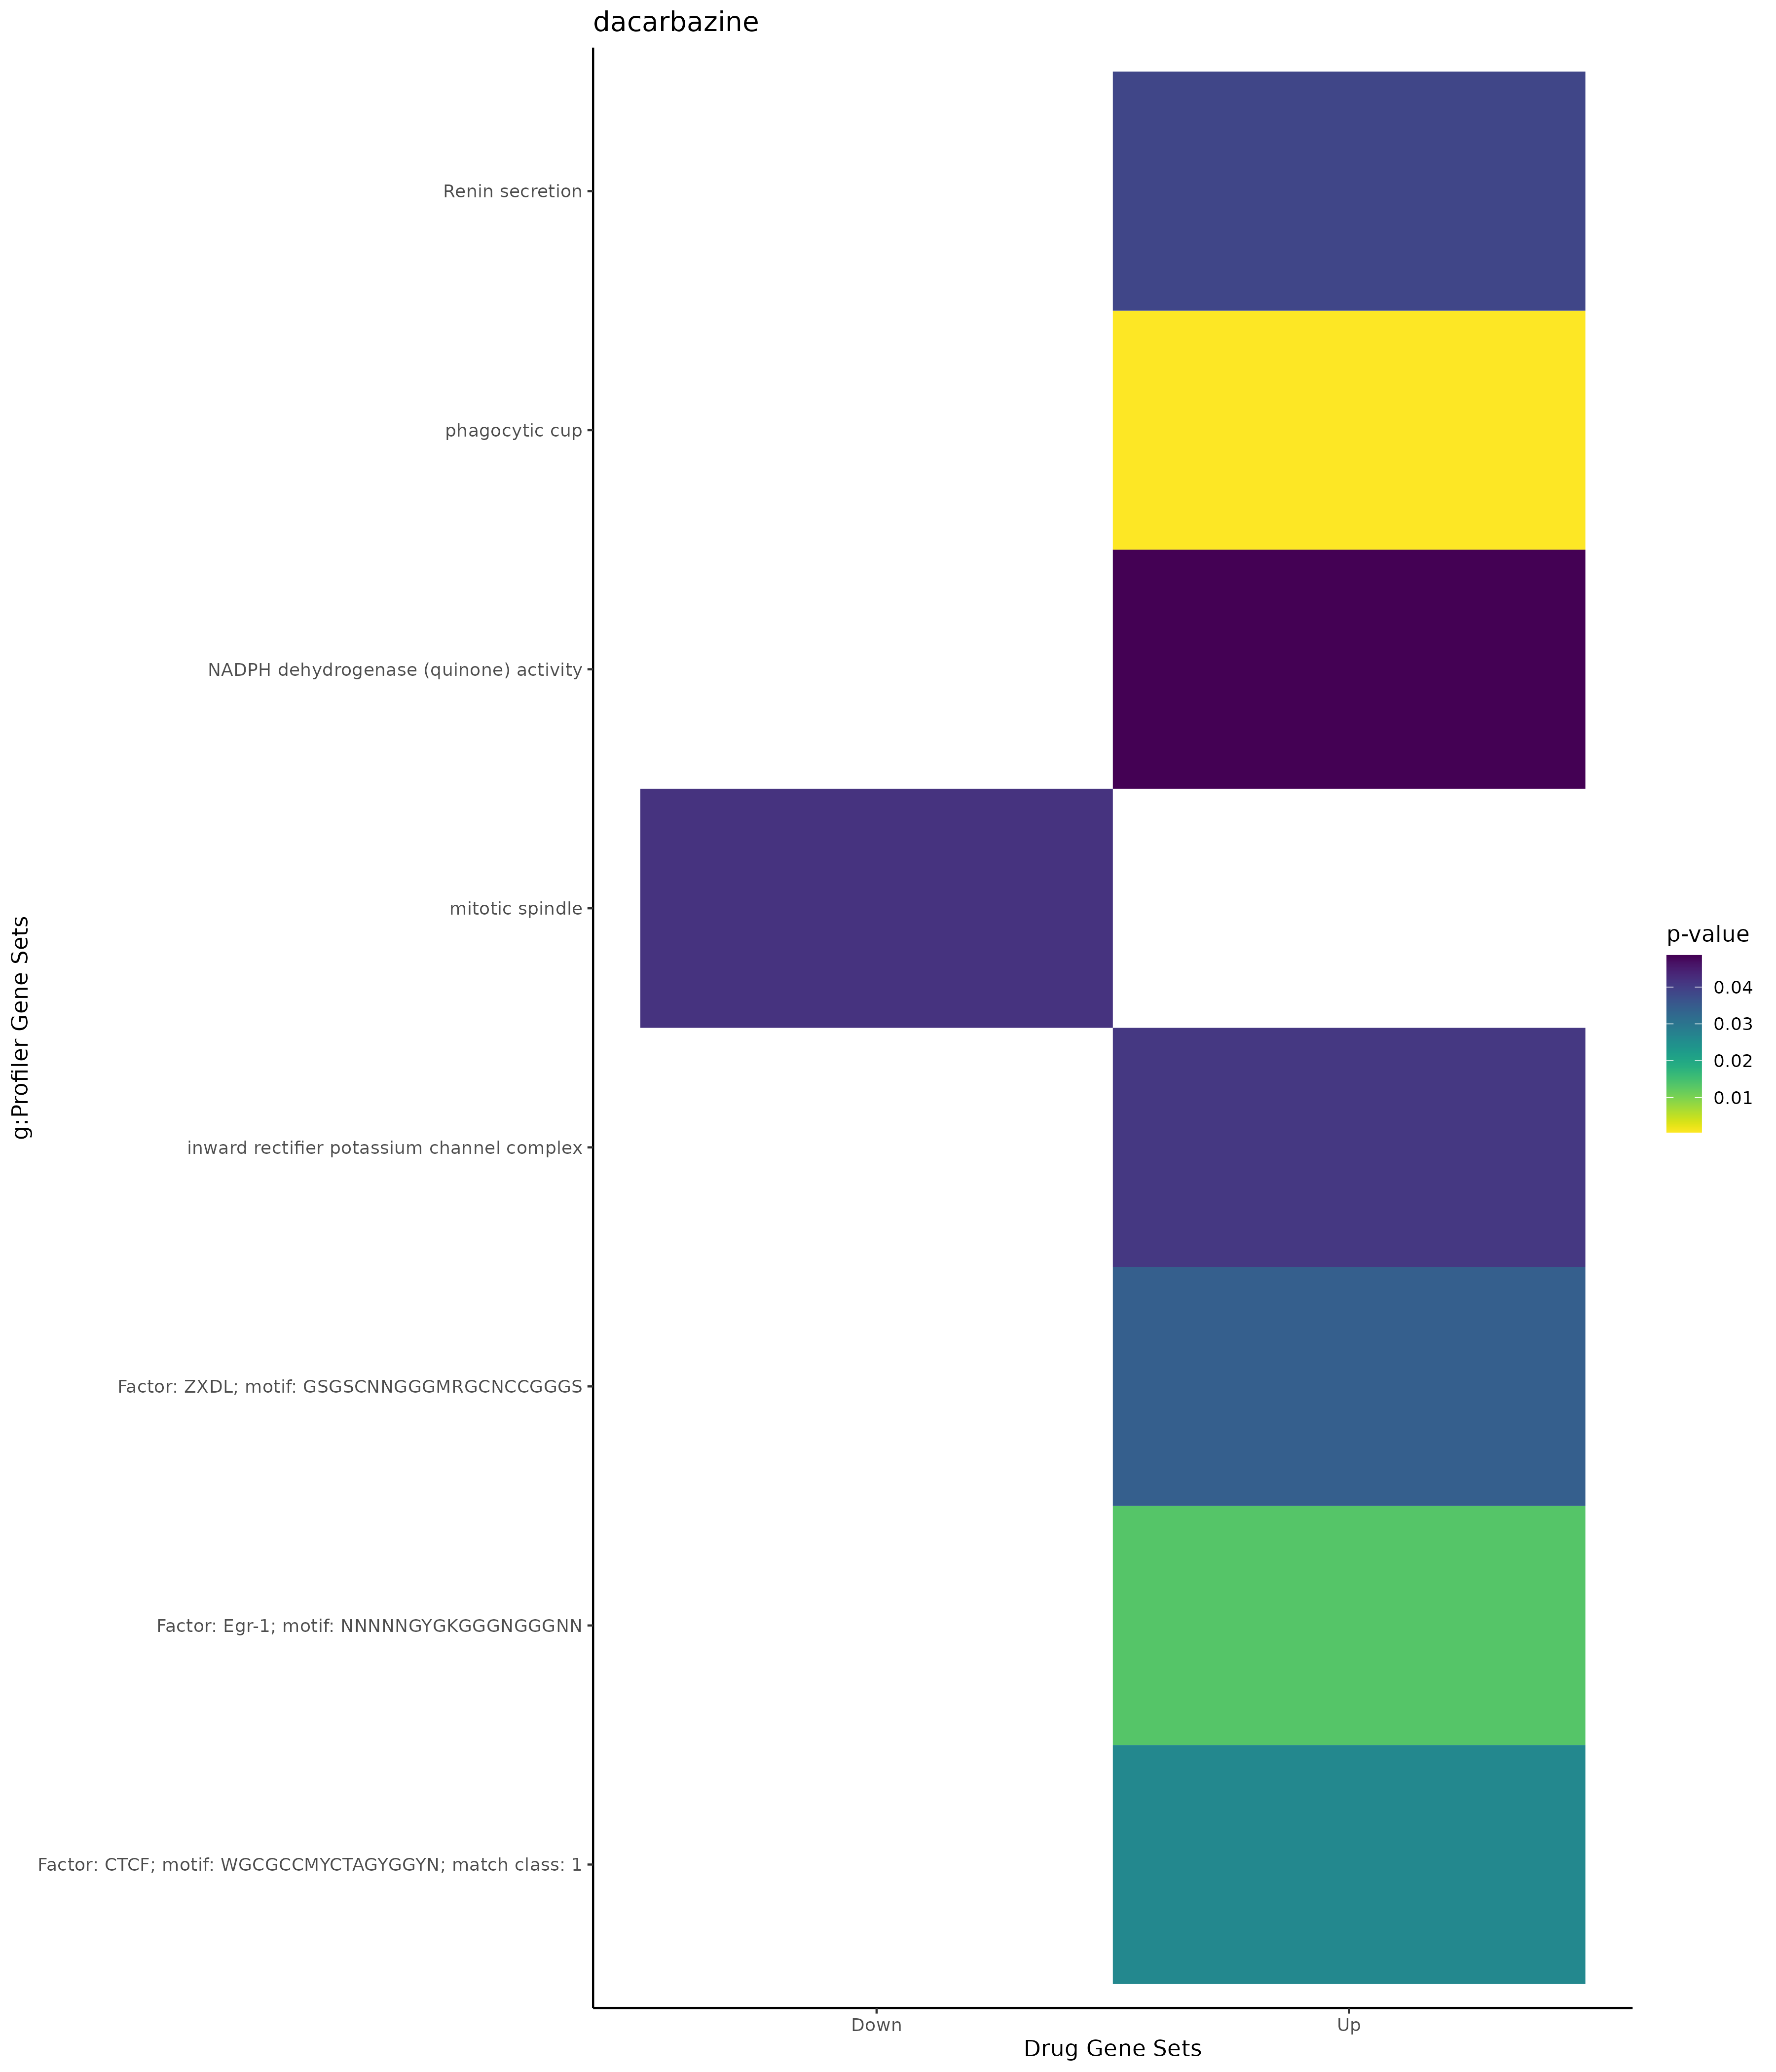 dacarbazine
Renin secretion
phagocytic cup
NADPH dehydrogenase (quinone) activity
mitotic spindle
inward rectifier potassium channel complex
Factor: ZXDL; motif: GSGSCNNGGGMRGCNCCGGGS
Factor: Egr-1; motif: NNNNNGYGKGGGNGGGNN
Factor: CTCF; motif: WGCGCCMYCTAGYGGYN; match class: 1
g:Profiler Gene Sets
Down
Up
Drug Gene Sets
p-value
0.04
0.03
0.02
0.01